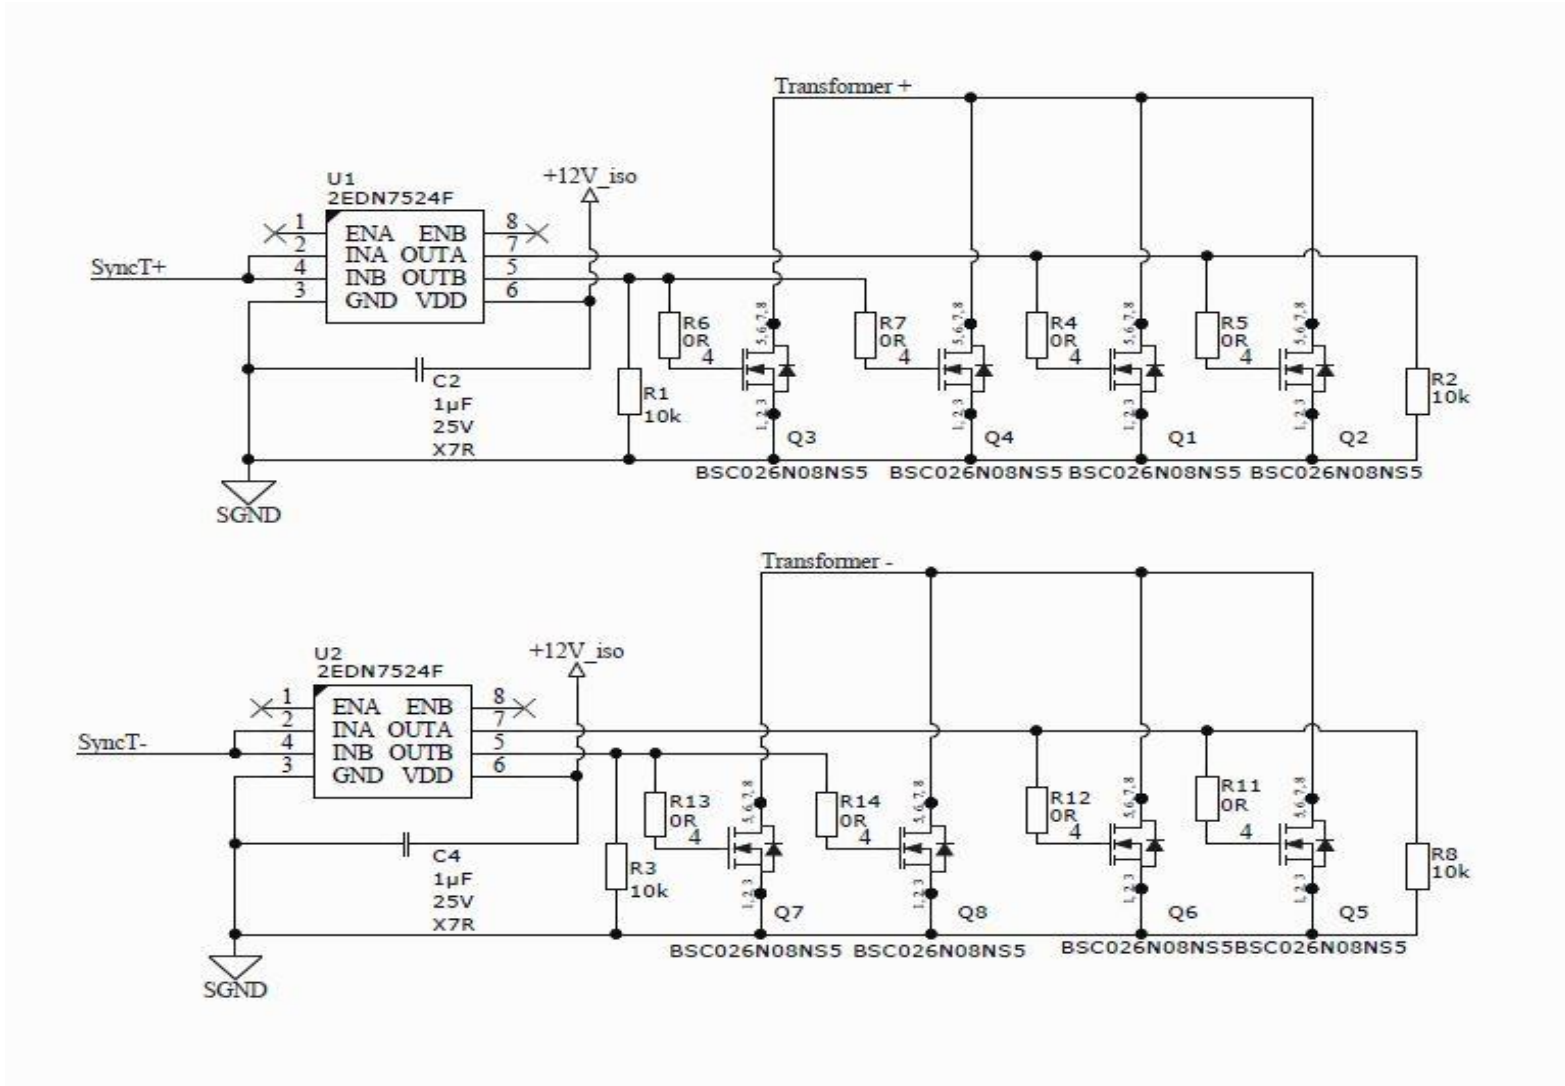 Transformer +
U1
2EDN7524F
+12V_iso
1 ENA ENB 8
2 INA OUTA 7
SyncT+
4 INB OUTB 5
3 GND VDD 6
5,6,7,8
5,6,7,8
5,6,7,8
5,6,7,8
R6
0R
4
R7
0R
4
R4
0R
4
R5
0R
4
C2
1µF
25V
X7R
R1
10k
R2
10k
1, 2, 3
1, 2, 3
1, 2, 3
1, 2, 3
Q3
Q4
Q1
Q2
BSC026N08NS5
BSC026N08NS5
BSC026N08NS5
BSC026N08NS5
SGND
Transformer -
U2
2EDN7524F
+12V_iso
1 ENA ENB 8
2 INA OUTA 7
SyncT-
4 INB OUTB 5
3 GND VDD 6
5,6,7,8
5,6,7,8
5,6,7,8
5,6,7,8
R13
0R
4
R14
0R
4
R12
0R
4
R11
0R
4
C4
1µF
25V
X7R
R3
10k
R8
10k
1, 2, 3
1, 2, 3
1, 2, 3
1, 2, 3
Q7
Q8
Q6
Q5
BSC026N08NS5
BSC026N08NS5
BSC026N08NS5
BSC026N08NS5
SGND